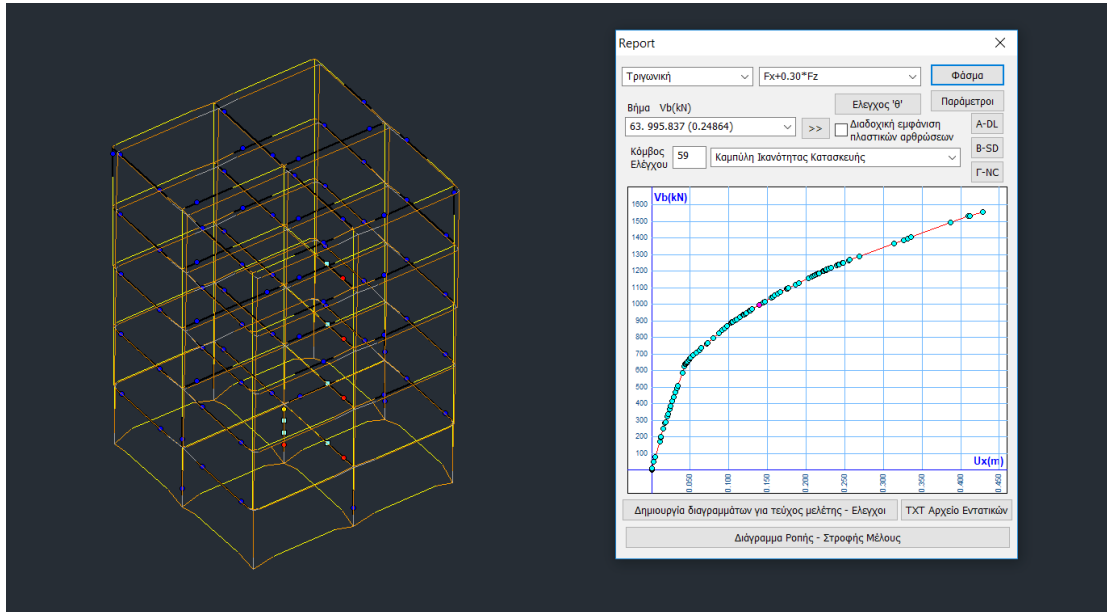 Report
Τριγωνική Fx+0.30*Fz Φάσμα
Βήμα Vb(kN) Ελεγχος 'θ' Παράμετροι
63. 995.837 (0.24864) >> Διαδοχική εμφάνιση πλαστικών αρθρώσεων A-DL
B-SD
Κόμβος Ελέγχου 59 Καμπύλη Ικανότητας Κατασκευής
Γ-NC
Vb(kN)
1600
1500
1400
1300
1200
1100
1000
900
800
700
600
500
400
300
200
100
Ux(m)
0.050 0.100 0.150 0.200 0.250 0.300 0.350 0.400 0.450
Δημιουργία διαγραμμάτων για τεύχος μελέτης - Ελεγχοι TXT Αρχείο Εντατικών
Διάγραμμα Ροπής - Στροφής Μέλους